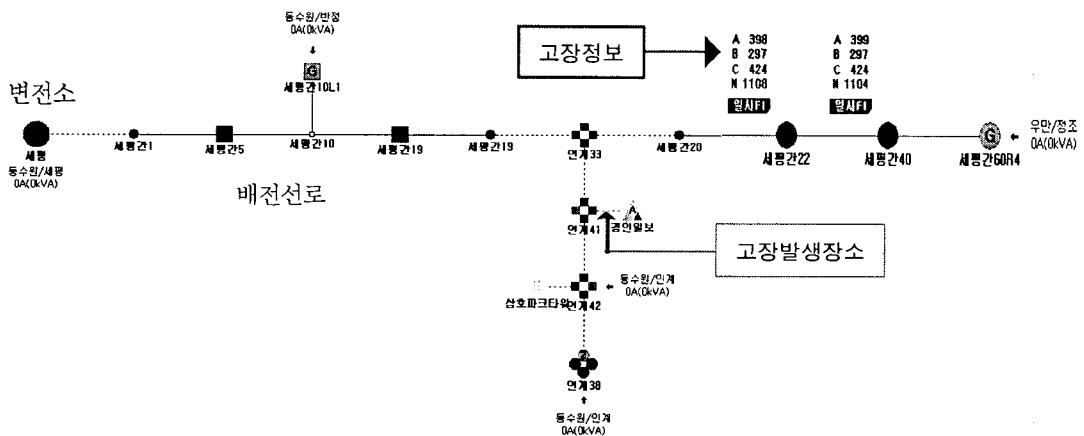 동수원/반정
0A(0kVA)
G
세평간10L1
고장정보
A 398
B 297
C 424
N 1108
일시FI
A 399
B 297
C 424
N 1104
일시FI
변전소
세평
동수원/세평
0A(0kVA)
세평간1
세평간5
세평간10
세평간19
세평간19
연계33
세평간20
세평간22
세평간40
G
세평간60R4
우만/정조
0A(0kVA)
배전선로
연계41
A
경인일보
고장발생장소
삼호파크타워
연계42
동수원/인계
0A(0kVA)
연계38
동수원/인계
0A(0kVA)